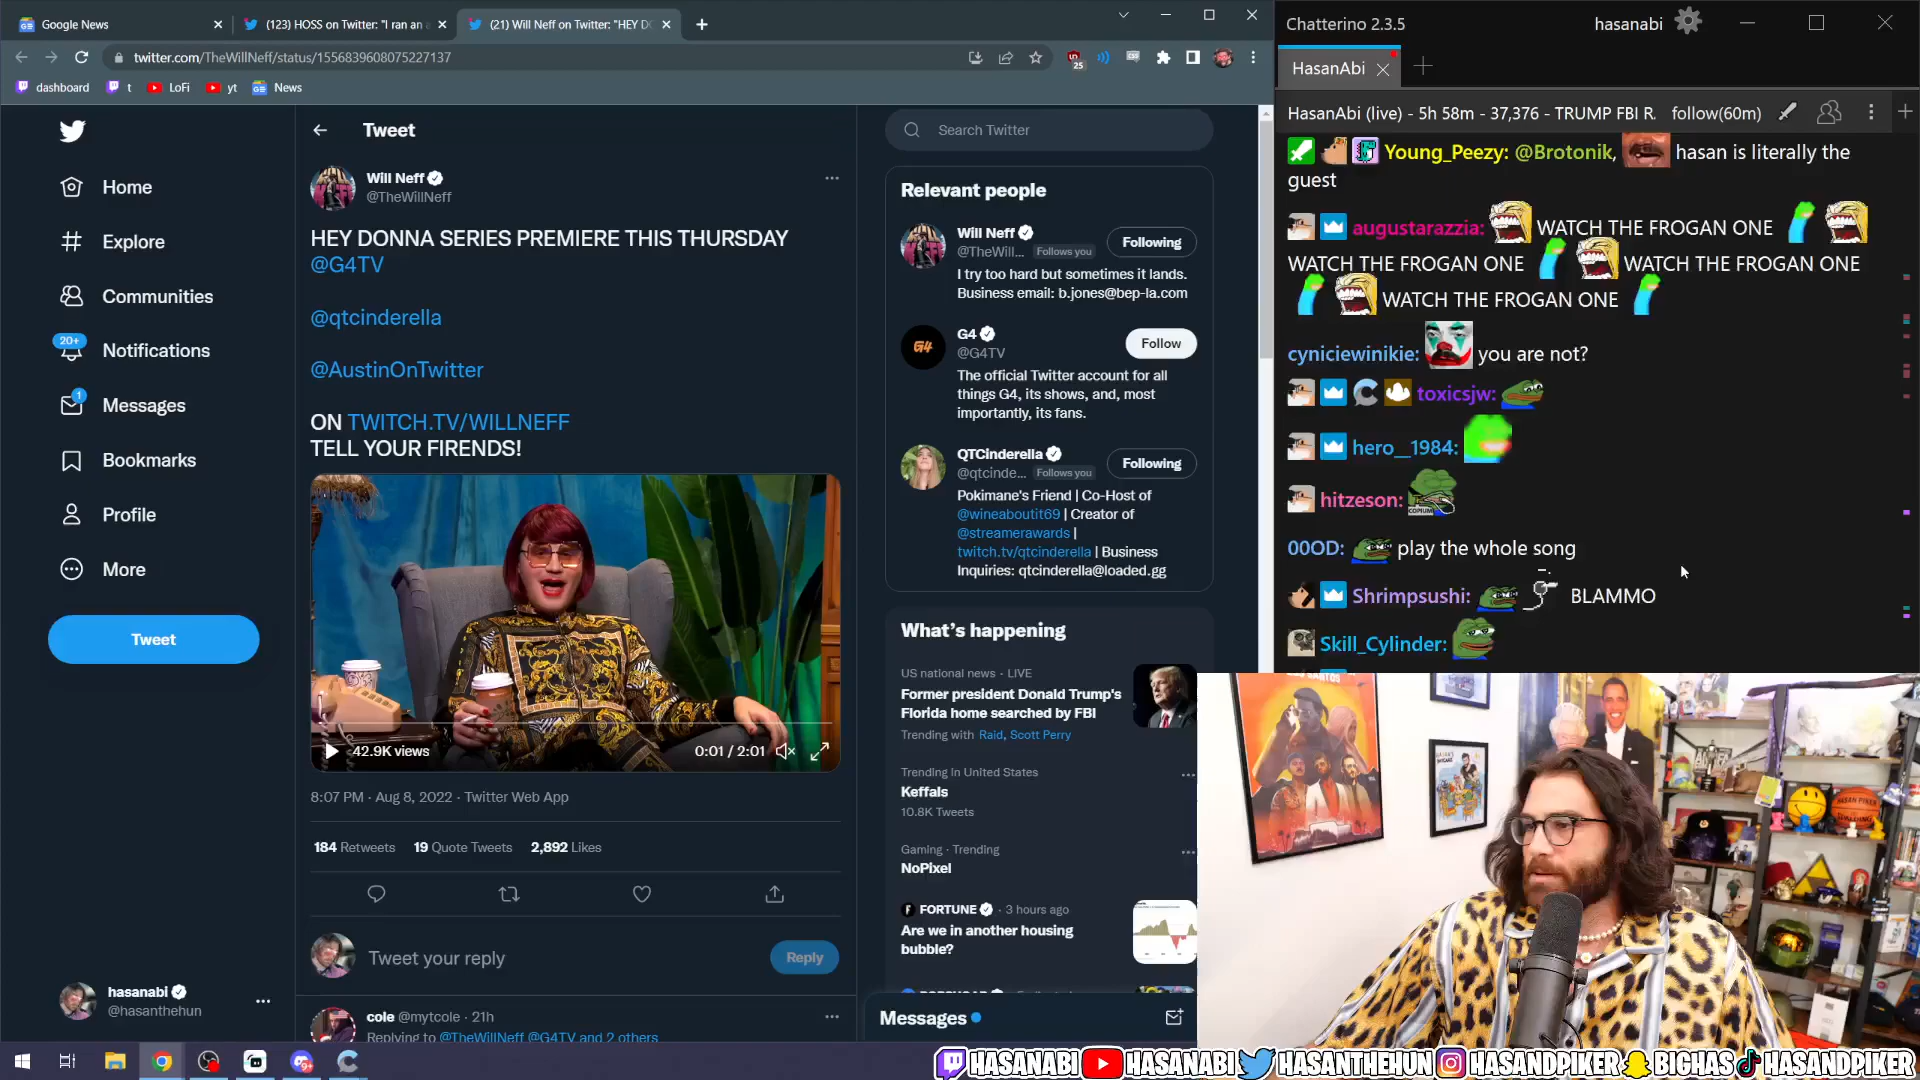 Google News
(123) HOSS on Twitter: "I ran an
(21) Will Neff on Twitter: "HEY DO
twitter.com/TheWillNeff/status/1556839608075227137
25
dashboard
t
LoFi
yt
News
Home
Explore
Communities
20+
Notifications
1
Messages
Bookmarks
Profile
More
Tweet
hasanabi
@hasanthehun
Tweet
Will Neff
@TheWillNeff
HEY DONNA SERIES PREMIERE THIS THURSDAY
@G4TV
@qtcinderella
@AustinOnTwitter
ON TWITCH.TV/WILLNEFF
TELL YOUR FIRENDS!
42.9K views
0:01 / 2:01
8:07 PM · Aug 8, 2022 · Twitter Web App
184 Retweets 19 Quote Tweets 2,892 Likes
Tweet your reply
Reply
cole @mytcole · 21h
Replying to @TheWillNeff @G4TV and 2 others
Search Twitter
Relevant people
Will Neff
@TheWill... Follows you
Following
I try too hard but sometimes it lands.
Business email: b.jones@bep-la.com
G4
G4
@G4TV
Follow
The official Twitter account for all
things G4, its shows, and, most
importantly, its fans.
QTCinderella
@qtcinde... Follows you
Following
Pokimane's Friend | Co-Host of
@wineaboutit69 | Creator of
@streamerawards |
twitch.tv/qtcinderella | Business
Inquiries: qtcinderella@loaded.gg
What's happening
US national news · LIVE
Former president Donald Trump's
Florida home searched by FBI
Trending with Raid, Scott Perry
Trending in United States
Keffals
10.8K Tweets
Gaming · Trending
NoPixel
FORTUNE · 3 hours ago
Are we in another housing
bubble?
Messages
Chatterino 2.3.5
hasanabi
HasanAbi
HasanAbi (live) - 5h 58m - 37,376 - TRUMP FBI R. follow(60m)
Young_Peezy: @Brotonik, hasan is literally the
guest
augustarazzia: WATCH THE FROGAN ONE
WATCH THE FROGAN ONE WATCH THE FROGAN ONE
WATCH THE FROGAN ONE
cyniciewinikie: you are not?
toxicsjw:
hero__1984:
hitzeson:
COPIUM
00OD: play the whole song
Shrimpsushi: BLAMMO
Skill_Cylinder:
HASANABI HASANABI HASANTHEHUN HASANDPIKER BIGHAS HASANDPIKER